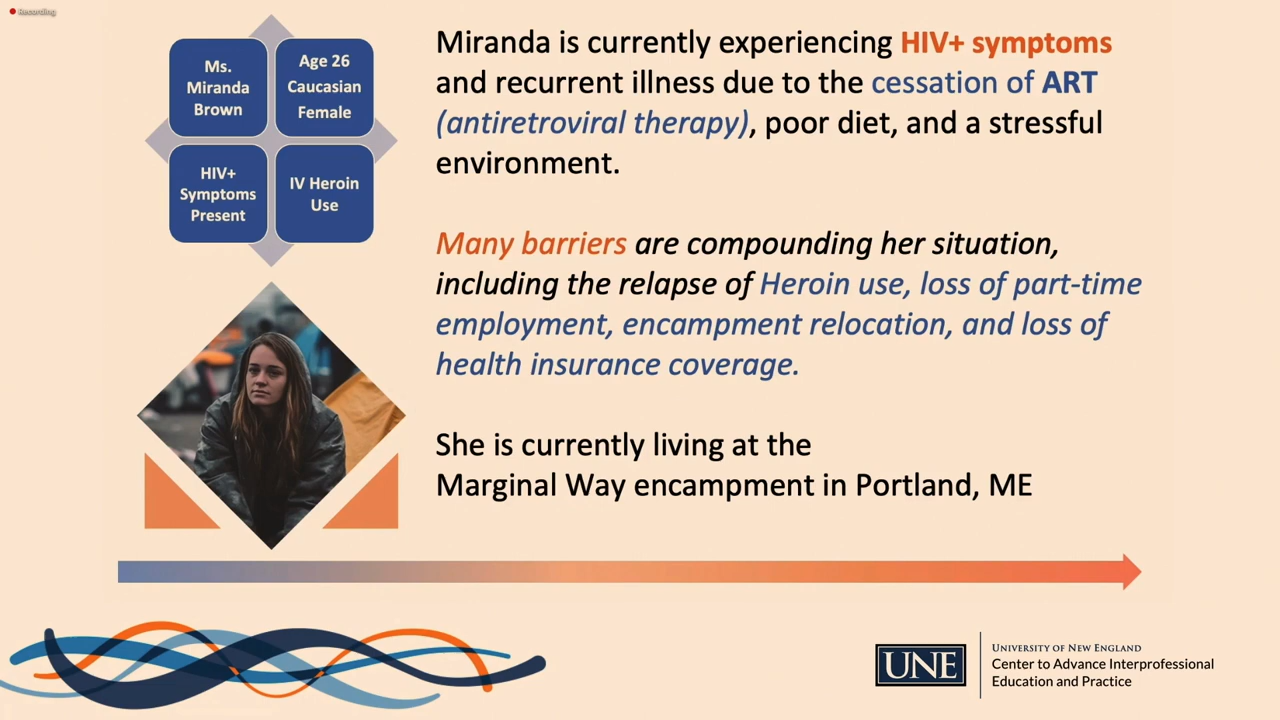 Recording
Ms.
Miranda
Brown
Age 26
Caucasian
Female
HIV+
Symptoms
Present
IV Heroin
Use
Miranda is currently experiencing HIV+ symptoms
and recurrent illness due to the cessation of ART
(antiretroviral therapy), poor diet, and a stressful
environment.
Many barriers are compounding her situation,
including the relapse of Heroin use, loss of part-time
employment, encampment relocation, and loss of
health insurance coverage.
She is currently living at the
Marginal Way encampment in Portland, ME
UNE
UNIVERSITY OF NEW ENGLAND
Center to Advance Interprofessional
Education and Practice